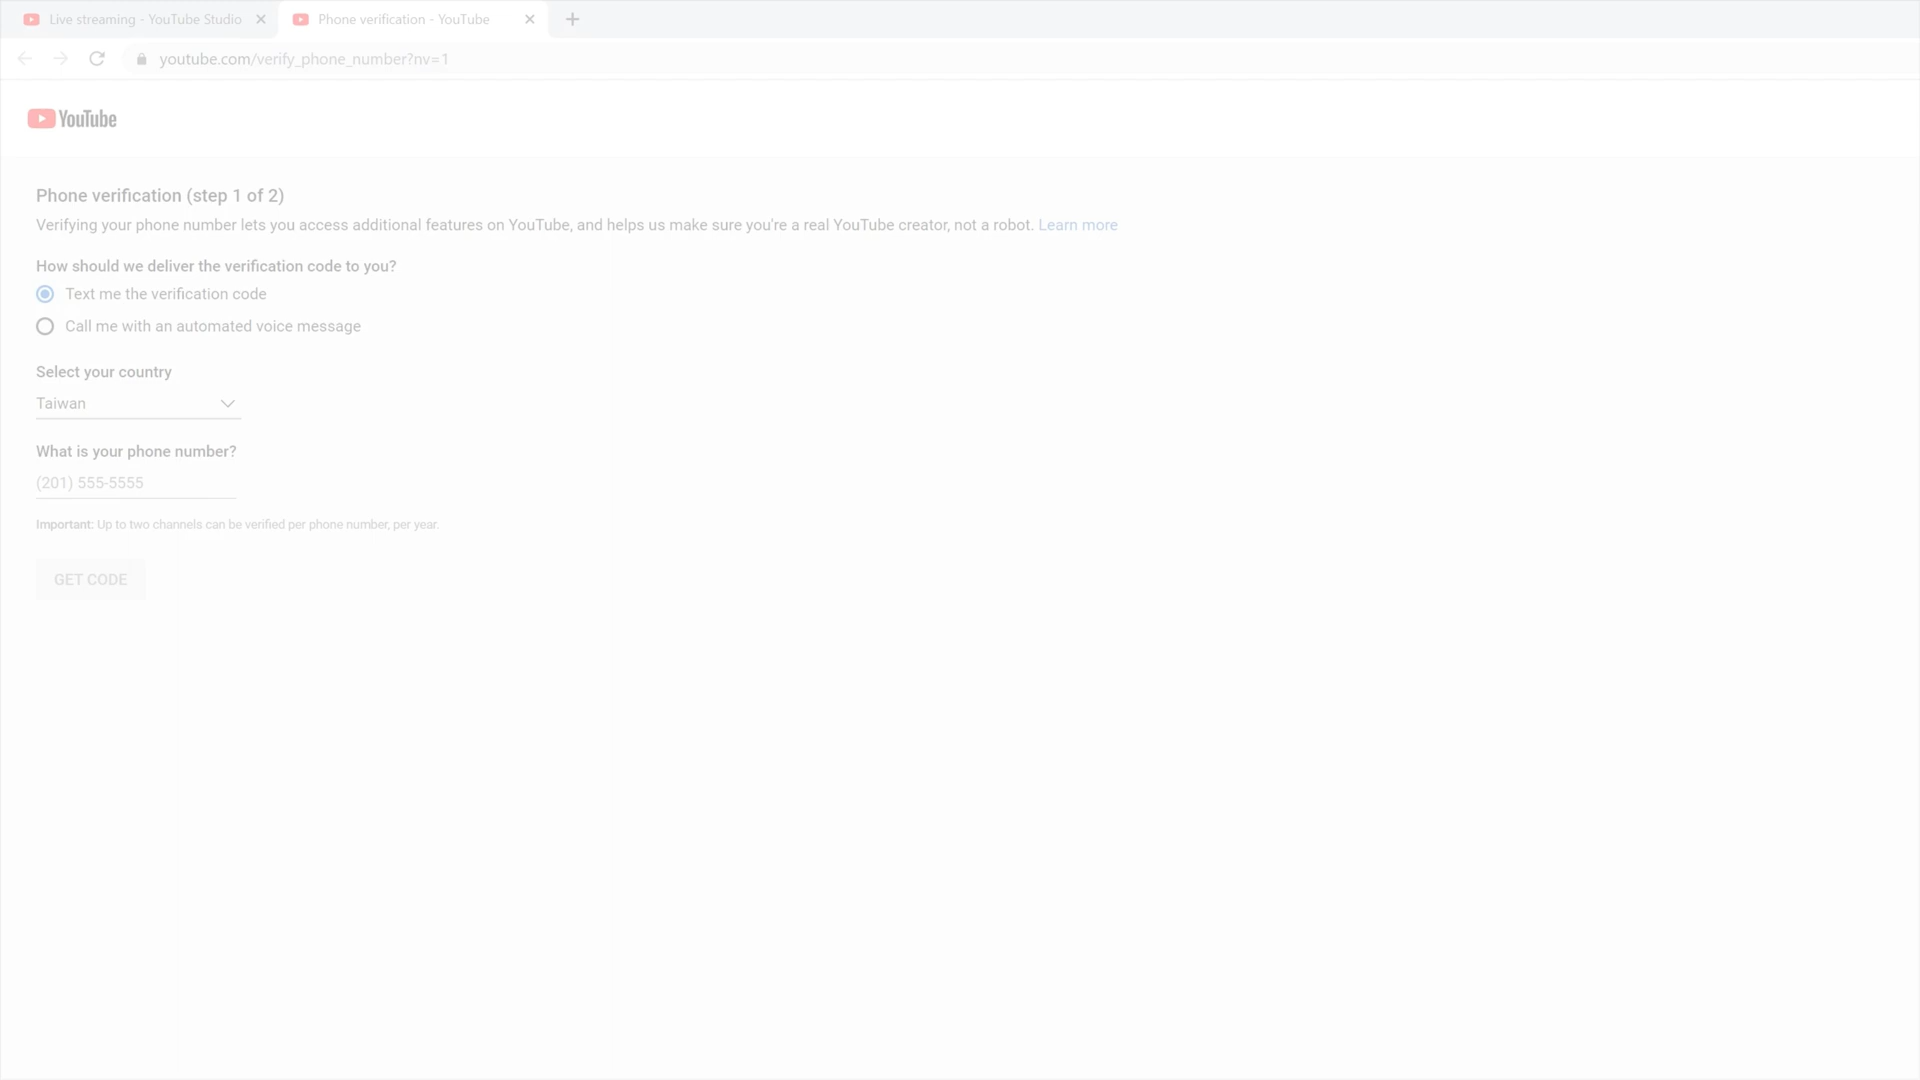 Live streaming - YouTube Studio
Phone verification - YouTube
youtube.com/verify_phone_number?nv=1
YouTube
Phone verification (step 1 of 2)
Verifying your phone number lets you access additional features on YouTube, and helps us make sure you're a real YouTube creator, not a robot. Learn more
How should we deliver the verification code to you?
Text me the verification code
Call me with an automated voice message
Select your country
Taiwan
What is your phone number?
(201) 555-5555
Important: Up to two channels can be verified per phone number, per year.
GET CODE